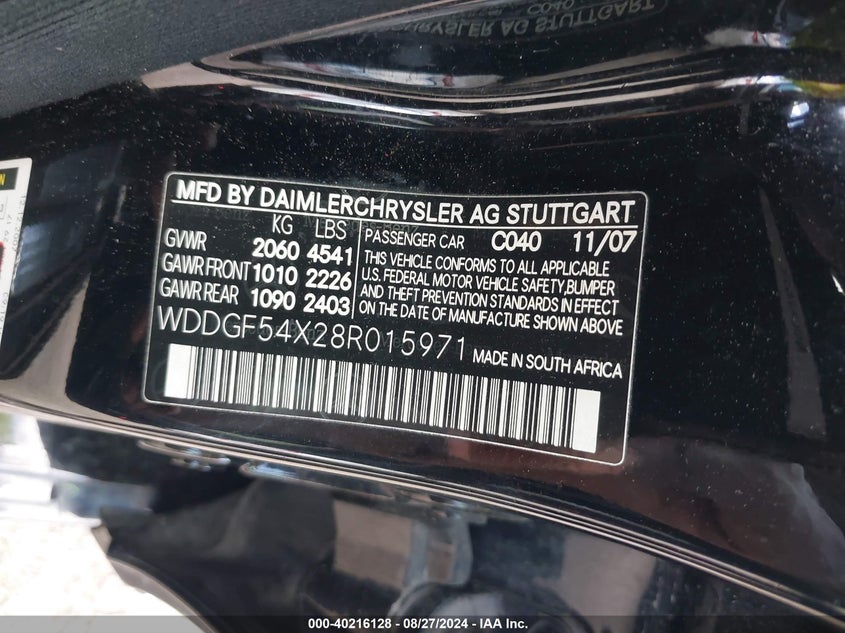 MFD BY DAIMLERCHRYSLER AG STUTTGART
KG LBS
GVWR 2060 4541
GAWR FRONT 1010 2226
GAWR REAR 1090 2403
PASSENGER CAR C040 11/07
THIS VEHICLE CONFORMS TO ALL APPLICABLE
U.S. FEDERAL MOTOR VEHICLE SAFETY,BUMPER
AND THEFT PREVENTION STANDARDS IN EFFECT
ON THE DATE OF MANUFACTURE SHOWN ABOVE
WDDGF54X28R015971 MADE IN SOUTH AFRICA
000-40216128 - 08/27/2024 - IAA Inc.